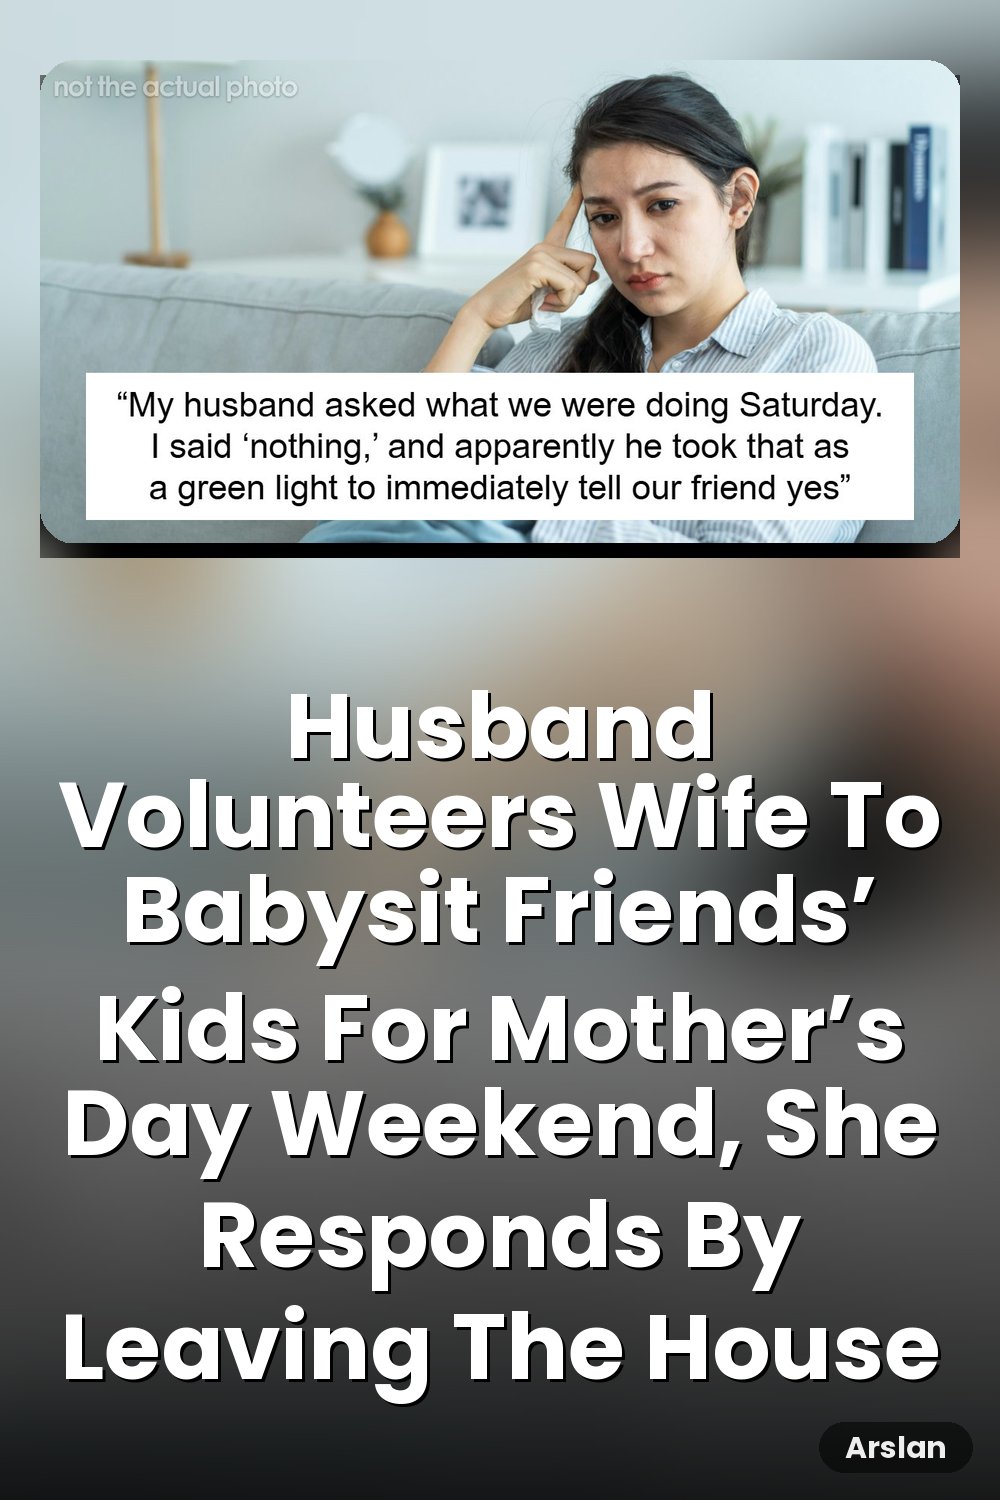 not the actual photo
“My husband asked what we were doing Saturday.
I said ‘nothing,’ and apparently he took that as
a green light to immediately tell our friend yes”
Husband
Volunteers Wife To
Babysit Friends’
Kids For Mother’s
Day Weekend, She
Responds By
Leaving The House
Arslan